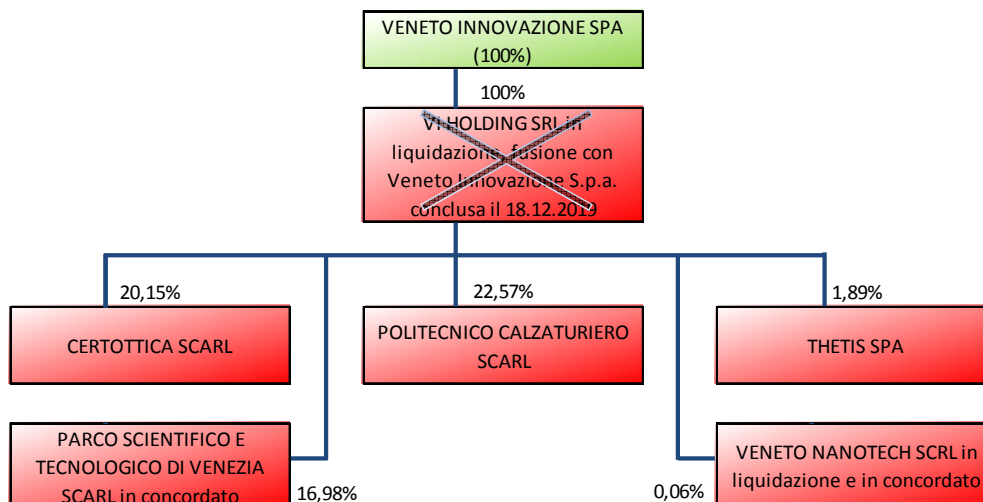 VENETO INNOVAZIONE SPA
(100%)
100%
VI HOLDING SRL in
liquidazione, fusione con
Veneto Innovazione S.p.a.
conclusa il 18.12.2019
20,15%
22,57%
1,89%
CERTOTTICA SCARL
POLITECNICO CALZATURIERO
SCARL
THETIS SPA
PARCO SCIENTIFICO E
TECNOLOGICO DI VENEZIA
SCARL in concordato
16,98%
0,06%
VENETO NANOTECH SCRL in
liquidazione e in concordato